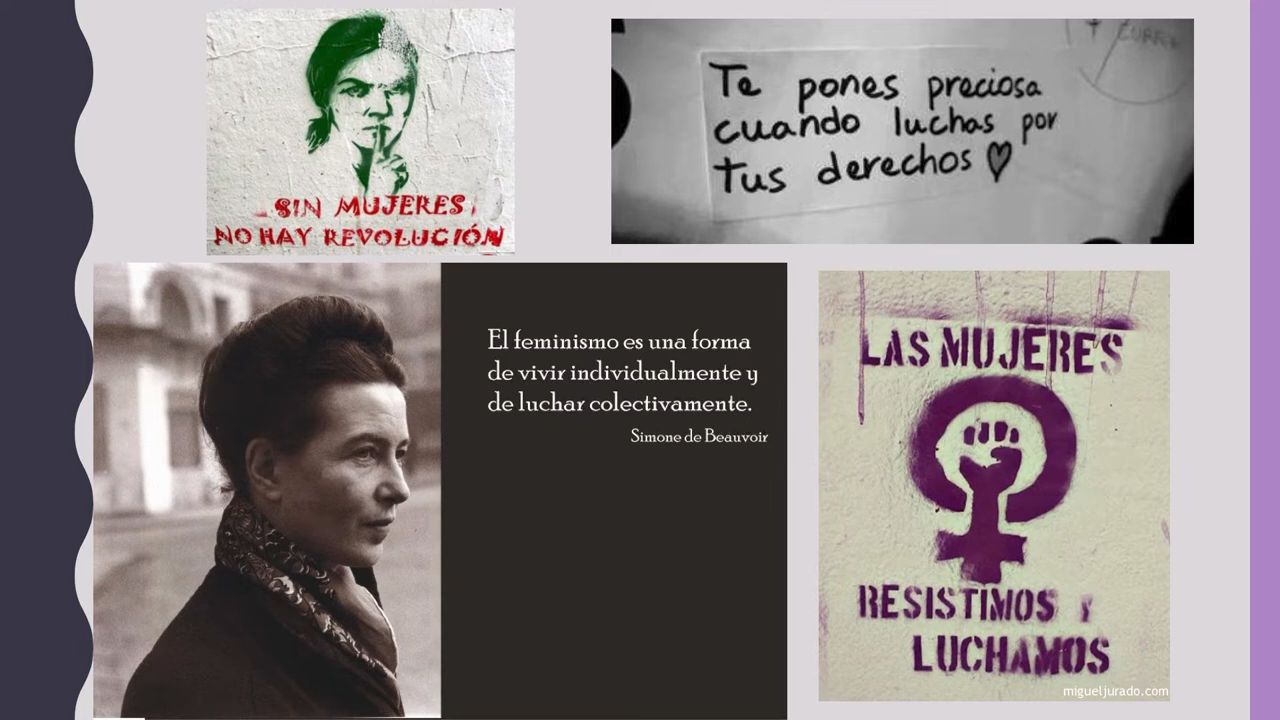 SIN MUJERES
NO HAY REVOLUCIÓN
Te pones preciosa
cuando luchas por
tus derechos
El feminismo es una forma
de vivir individualmente y
de luchar colectivamente.
Simone de Beauvoir
LAS MUJERES
RESISTIMOS Y
LUCHAMOS
migueljurado.com